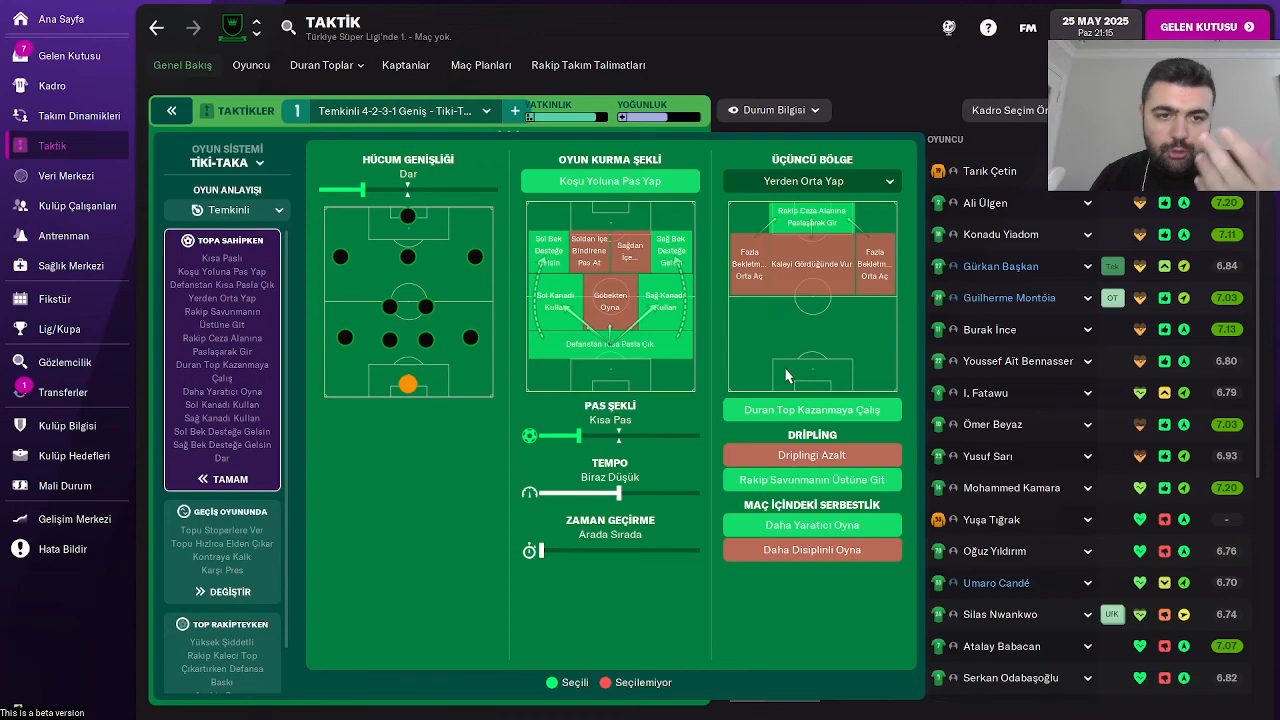 Ana Sayfa
7
Gelen Kutusu
Kadro
Takım Dinamikleri
Taktik
Veri Merkezi
Kulüp Çalışanları
Antrenman
Sağlık Merkezi
Fikstür
Lig/Kupa
Gözlemcilik
1
Transferler
Kulüp Bilgisi
Kulüp Hedefleri
Mali Durum
Gelişim Merkezi
Hata Bildir
This is a beta version
TAKTİK
Türkiye Süper Ligi'nde 1. - Maç yok.
FM
25 MAY 2025
Paz 21:15
GELEN KUTUSU
Genel Bakış
Oyuncu
Duran Toplar
Kaptanlar
Maç Planları
Rakip Takım Talimatları
TAKTİKLER
1
Temkinli 4-2-3-1 Geniş - Tiki-T...
YATKINLIK
YOĞUNLUK
Durum Bilgisi
Kadro Seçim
OYUN SİSTEMİ
TİKİ-TAKA
OYUN ANLAYIŞI
Temkinli
TOPA SAHİPKEN
Kısa Paslı
Koşu Yoluna Pas Yap
Defanstan Kısa Pasla Çık
Yerden Orta Yap
Rakip Savunmanın
Üstüne Git
Rakip Ceza Alanına
Paslaşarak Gir
Duran Top Kazanmaya
Çalış
Daha Yaratıcı Oyna
Sol Kanadı Kullan
Sağ Kanadı Kullan
Sol Bek Desteğe Gelsin
Sağ Bek Desteğe Gelsin
Dar
TAMAM
GEÇİŞ OYUNUNDA
Topu Stoperlere Ver
Topu Hızlıca Elden Çıkar
Kontraya Kalk
Karşı Pres
DEĞİŞTİR
TOP RAKİPTEYKEN
Yüksek Şiddetli
Rakip Kaleci Top
Çıkartırken Defansa
Baskı
HÜCUM GENİŞLİĞİ
Dar
OYUN KURMA ŞEKLİ
Koşu Yoluna Pas Yap
Sol Bek
Desteğe
Gelsin
Soldan İçe...
Bindirene
Pas At
Sağdan
İçe...
Sağ Bek
Desteğe
Gelsin
Sol Kanadı
Kullan
Göbekten
Oyna
Sağ Kanadı
Kullan
Defanstan Kısa Pasla Çık
PAS ŞEKLİ
Kısa Pas
TEMPO
Biraz Düşük
ZAMAN GEÇİRME
Arada Sırada
ÜÇÜNCÜ BÖLGE
Yerden Orta Yap
Rakip Ceza Alanına
Paslaşarak Gir
Fazla
Bekletm...
Orta Aç
Kaleyi Gördüğünde Vur
Fazla
Bekletm...
Orta Aç
Duran Top Kazanmaya Çalış
DRİPLİNG
Driplingi Azalt
Rakip Savunmanın Üstüne Git
MAÇ İÇİNDEKİ SERBESTLİK
Daha Yaratıcı Oyna
Daha Disiplinli Oyna
Seçili
Seçilemiyor
OYUNCU
Tarık Çetin
Ali Ülgen
7.20
Konadu Yiadom
7.11
Gürkan Başkan
Tek
6.84
Guilherme Montóia
OT
7.03
Burak İnce
7.13
Youssef Aït Bennasser
6.80
I. Fatawu
6.79
Ömer Beyaz
7.03
Yusuf Sarı
6.93
Mohammed Kamara
7.20
Yuşa Tığrak
-
Oğuz Yıldırım
6.76
Umaro Candé
6.70
Silas Nwankwo
UfK
6.74
Atalay Babacan
7.07
Serkan Odabaşoğlu
6.82